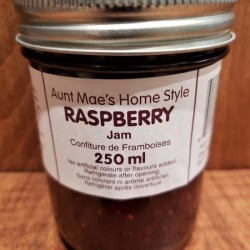 Aunt Mae's Home Style
RASPBERRY
Jam
Confiture de Framboises
250 ml
No artificial colours or flavours added.
Refrigerate after opening.
Sans colorant ni arôme artificiel.
Refrigérer après ouverture